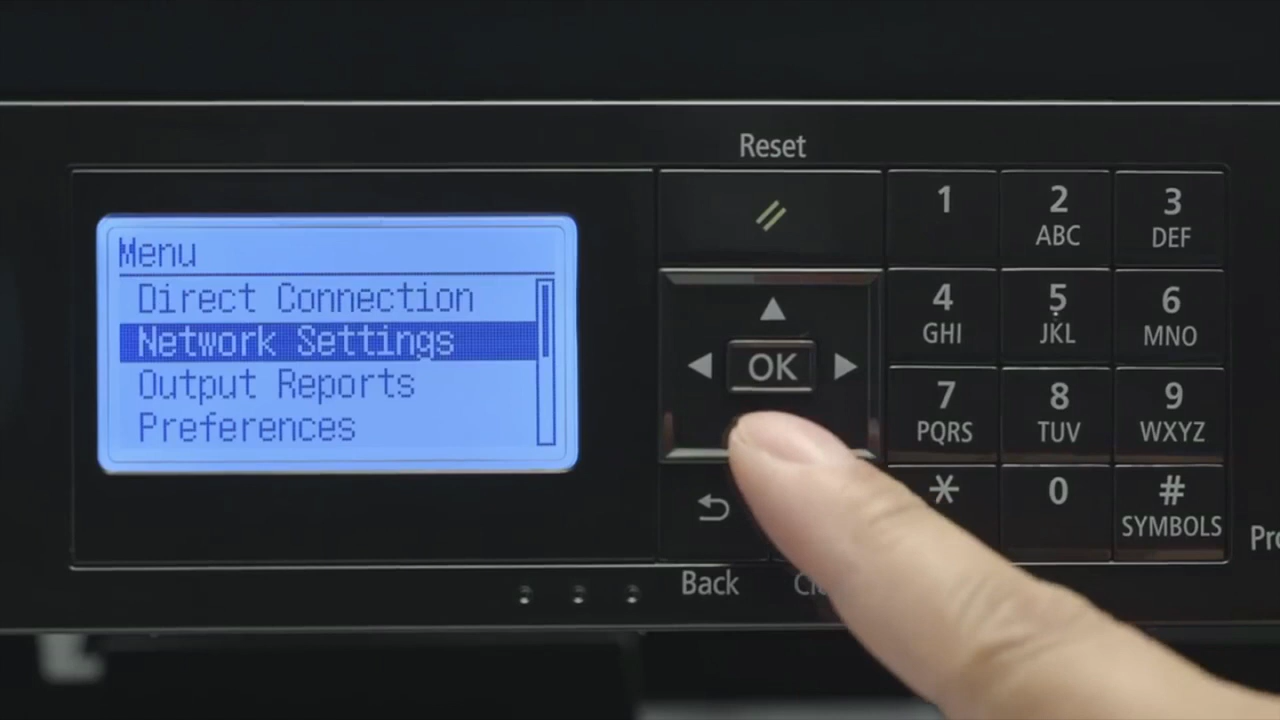 Reset
Menu
Direct Connection
Network Settings
Output Reports
Preferences
OK
1
2
ABC
3
DEF
4
GHI
5
JKL
6
MNO
7
PQRS
8
TUV
9
WXYZ
*
0
#
SYMBOLS
Back